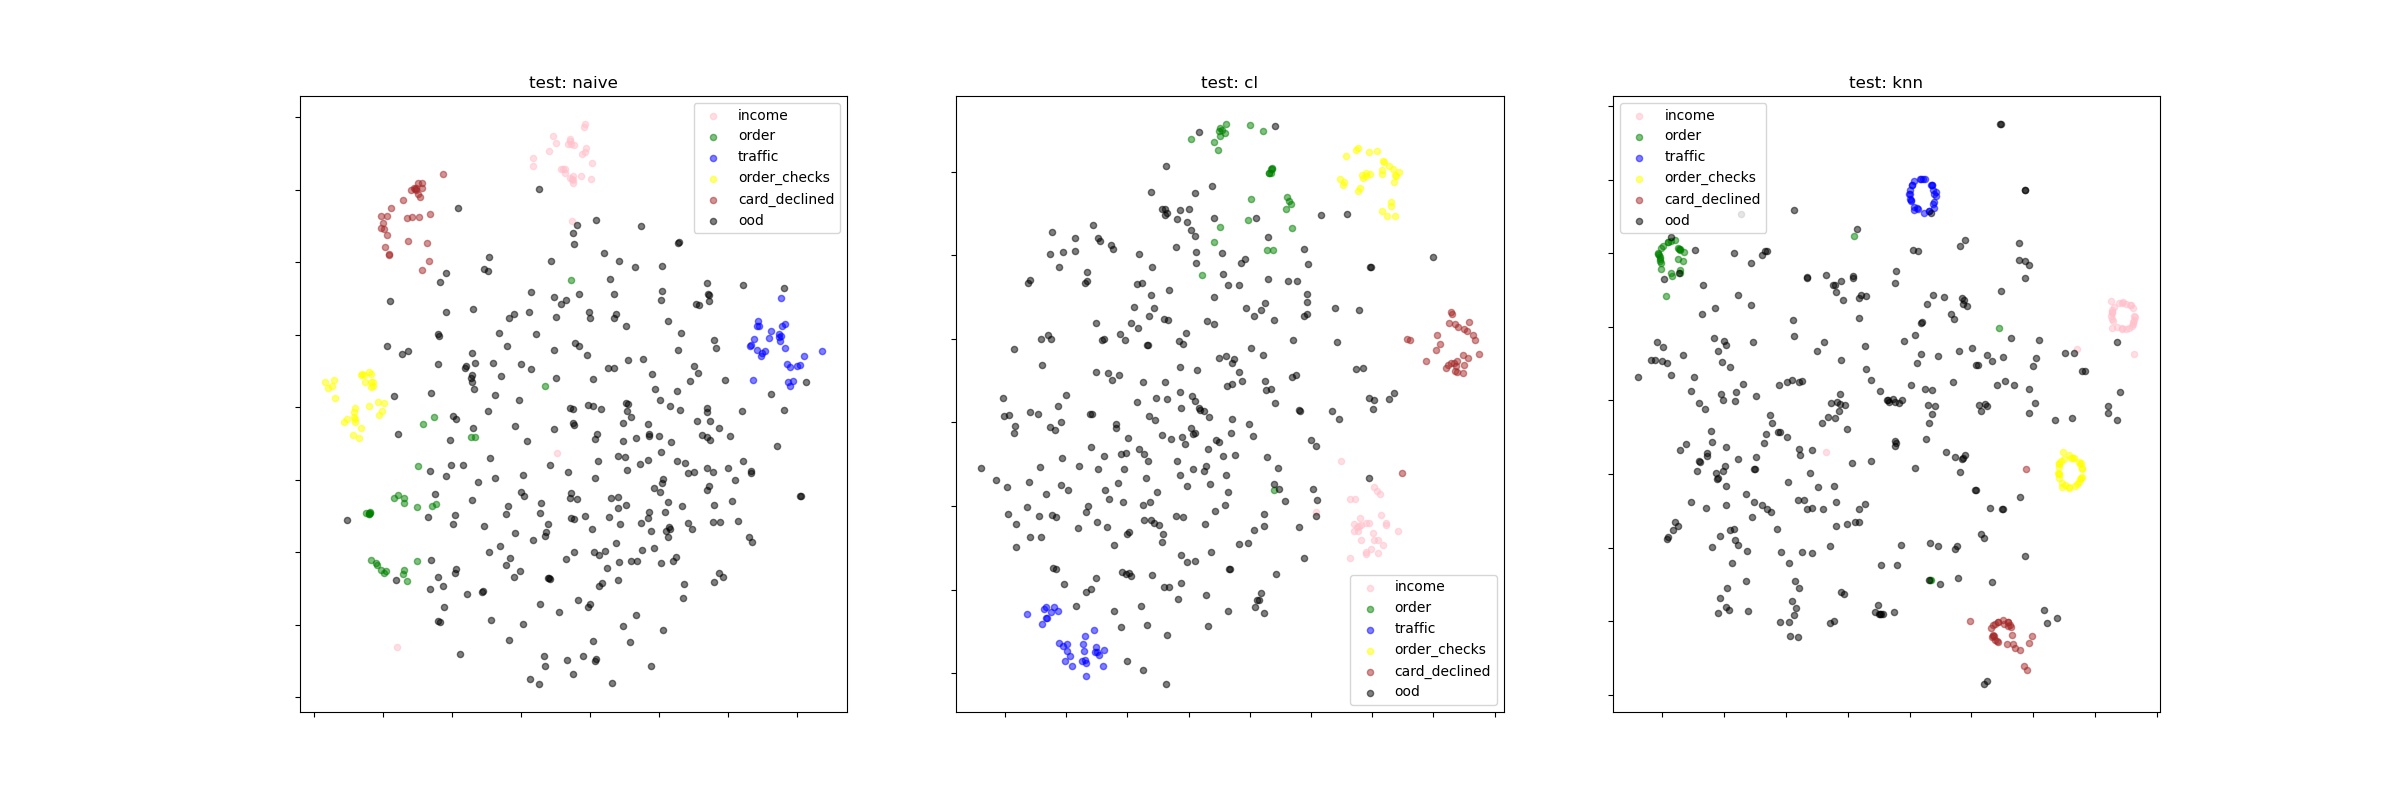 test: naive
income
order
traffic
order_checks
card_declined
ood
test: cl
income
order
traffic
order_checks
card_declined
ood
test: knn
income
order
traffic
order_checks
card_declined
ood